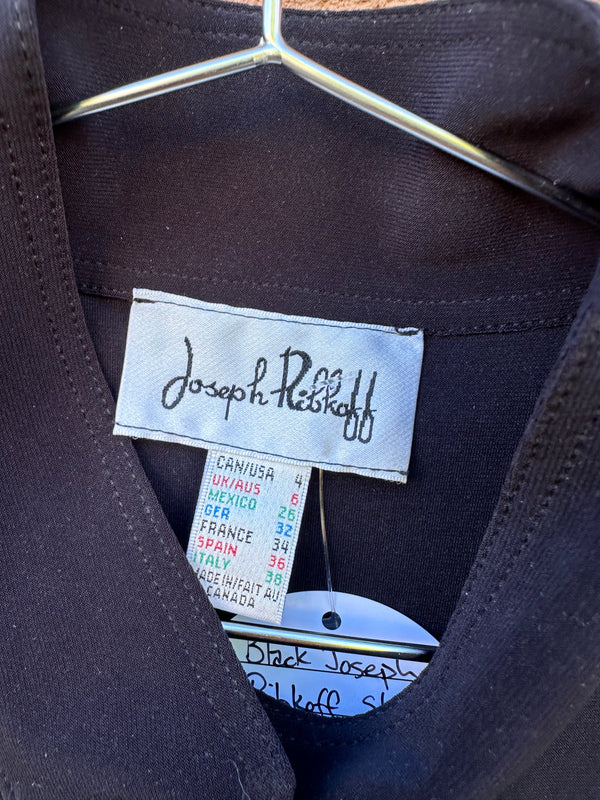 Joseph Ribkoff
CAN/USA 4
UK/AUS 6
MEXICO 26
GER 32
FRANCE 34
SPAIN 36
ITALY 38
MADE IN/FAIT AU
CANADA
Black Joseph
Ribkoff